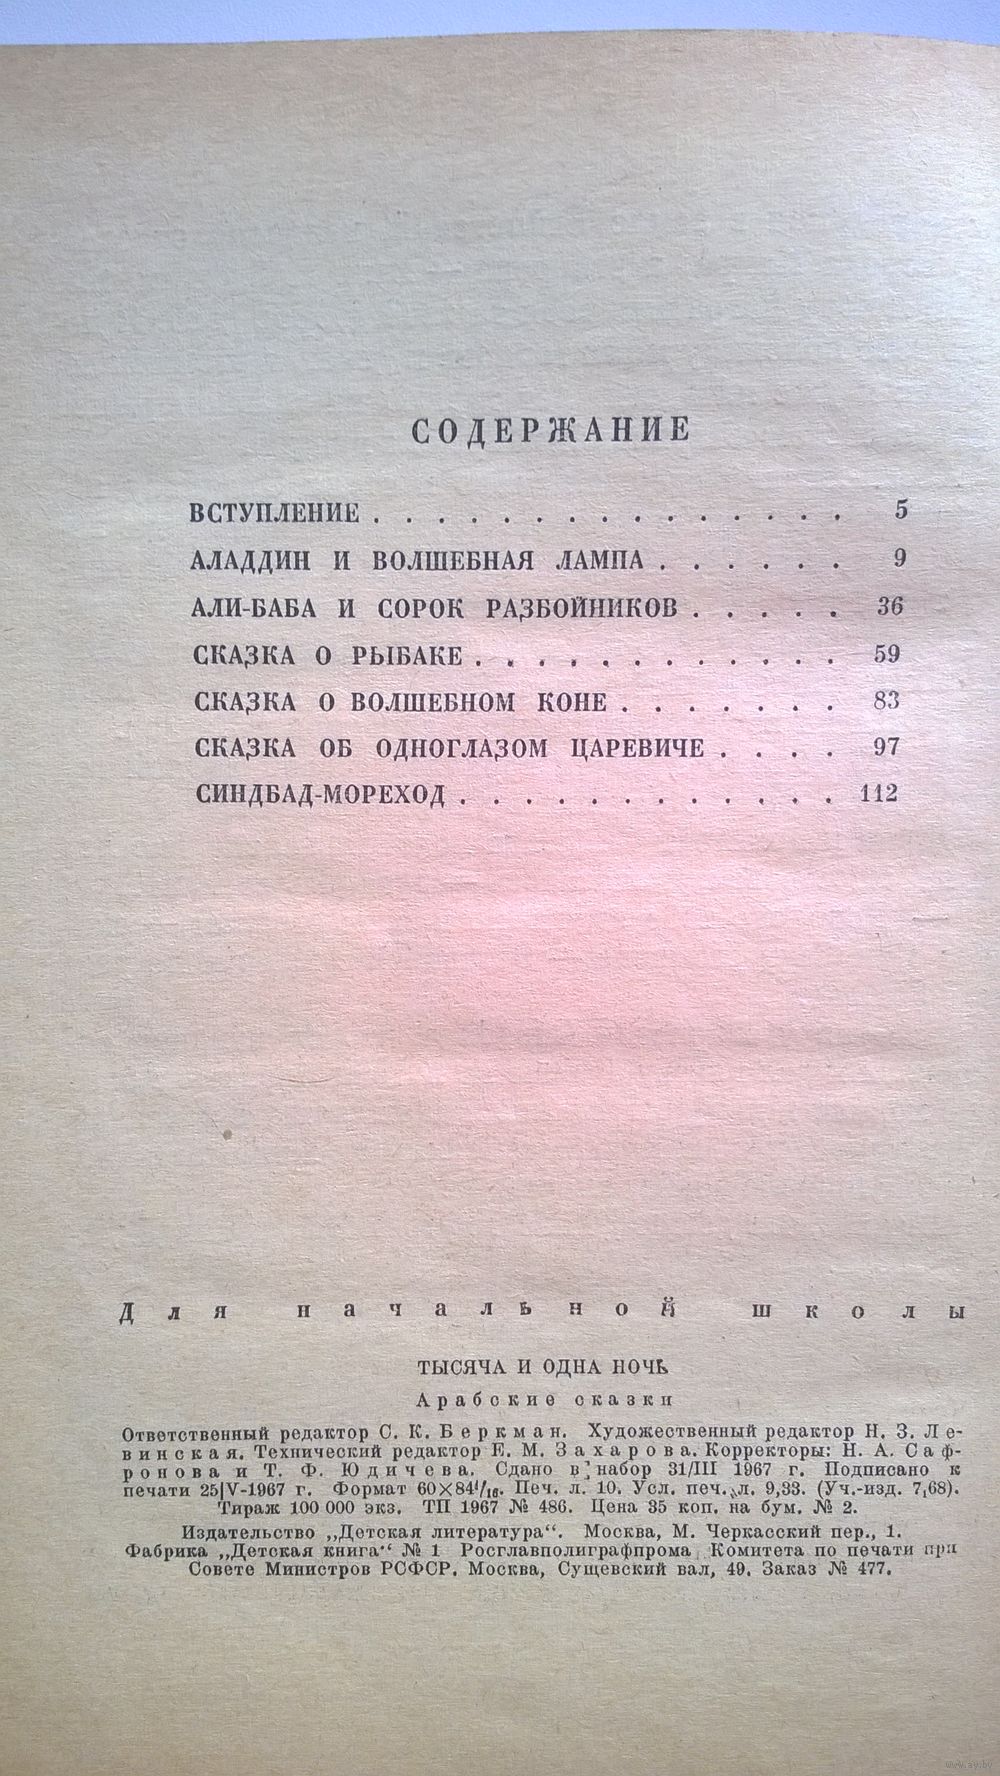 СОДЕРЖАНИЕ
ВСТУПЛЕНИЕ . . . . . . . . . . . . . . . 5
АЛАДДИН И ВОЛШЕБНАЯ ЛАМПА . . . . . . 9
АЛИ-БАБА И СОРОК РАЗБОЙНИКОВ . . . . . 36
СКАЗКА О РЫБАКЕ . . . . . . . . . . . . 59
СКАЗКА О ВОЛШЕБНОМ КОНЕ . . . . . . . 83
СКАЗКА ОБ ОДНОГЛАЗОМ ЦАРЕВИЧЕ . . . . 97
СИНДБАД-МОРЕХОД . . . . . . . . . . . . 112
Для начальной школы
ТЫСЯЧА И ОДНА НОЧЬ
Арабские сказки
Ответственный редактор С. К. Беркман. Художественный редактор Н. З. Ле-
винская. Технический редактор Е. М. Захарова. Корректоры: Н. А. Саф-
ронова и Т. Ф. Юдичева. Сдано в набор 31/III 1967 г. Подписано к
печати 25|V-1967 г. Формат 60×84¹/₁₆. Печ. л. 10. Усл. печ. л. 9,33. (Уч.-изд. 7,68).
Тираж 100 000 экз. ТП 1967 № 486. Цена 35 коп. на бум. № 2.
Издательство „Детская литература“. Москва, М. Черкасский пер., 1.
Фабрика „Детская книга“ № 1 Росглавполиграфпрома Комитета по печати при
Совете Министров РСФСР. Москва, Сущевский вал, 49. Заказ № 477.
www.ay.by